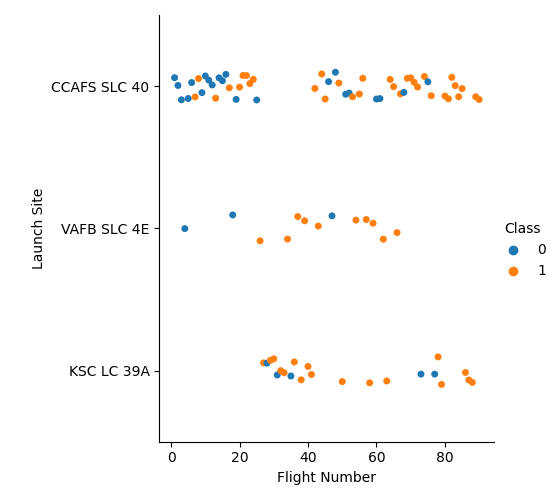 CCAFS SLC 40
VAFB SLC 4E
KSC LC 39A
Launch Site
0 20 40 60 80
Flight Number
Class
0
1